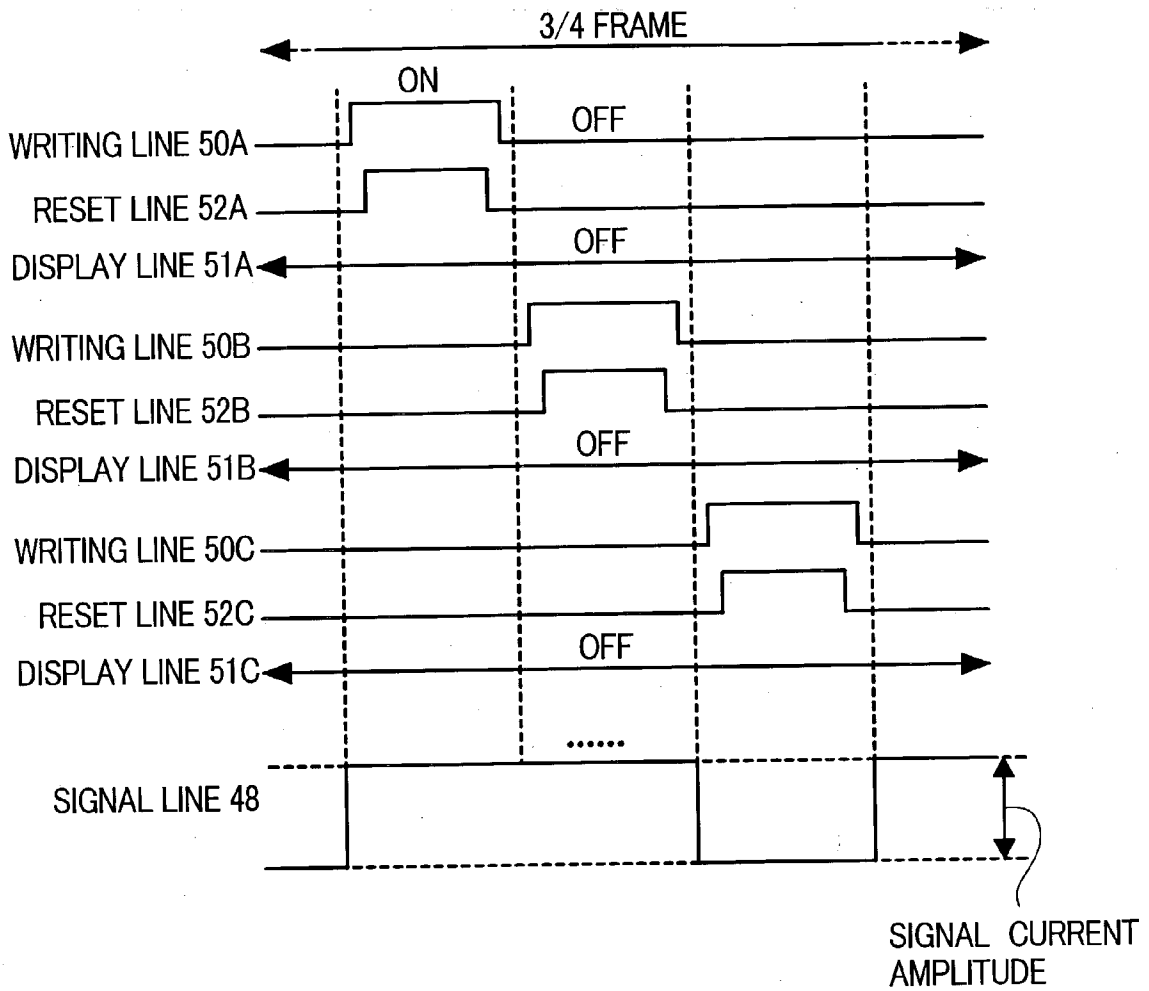 3/4 FRAME
ON
WRITING LINE 50A
OFF
RESET LINE 52A
DISPLAY LINE 51A
OFF
WRITING LINE 50B
RESET LINE 52B
DISPLAY LINE 51B
OFF
WRITING LINE 50C
RESET LINE 52C
DISPLAY LINE 51C
OFF
......
SIGNAL LINE 48
SIGNAL CURRENT
AMPLITUDE